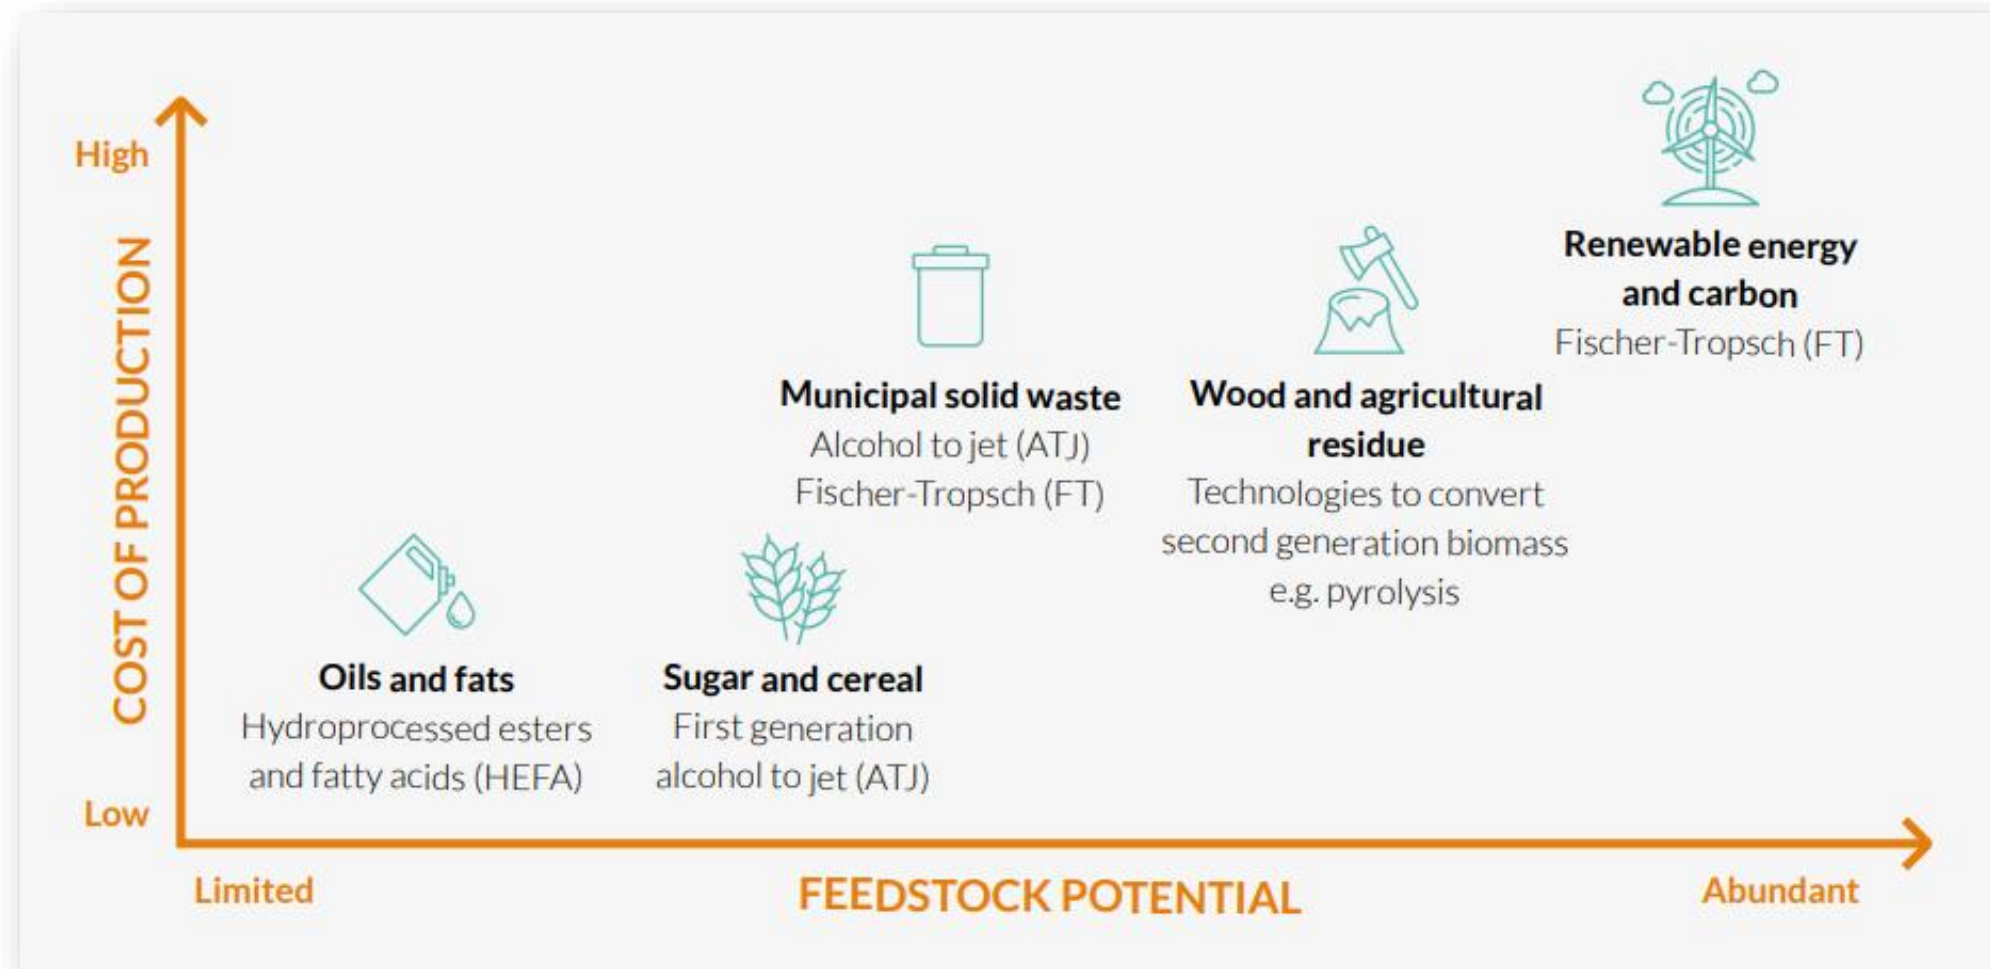 High
COST OF PRODUCTION
Low
Renewable energy
and carbon
Fischer-Tropsch (FT)
Municipal solid waste
Alcohol to jet (ATJ)
Fischer-Tropsch (FT)
Wood and agricultural
residue
Technologies to convert
second generation biomass
e.g. pyrolysis
Oils and fats
Hydroprocessed esters
and fatty acids (HEFA)
Sugar and cereal
First generation
alcohol to jet (ATJ)
Limited
FEEDSTOCK POTENTIAL
Abundant